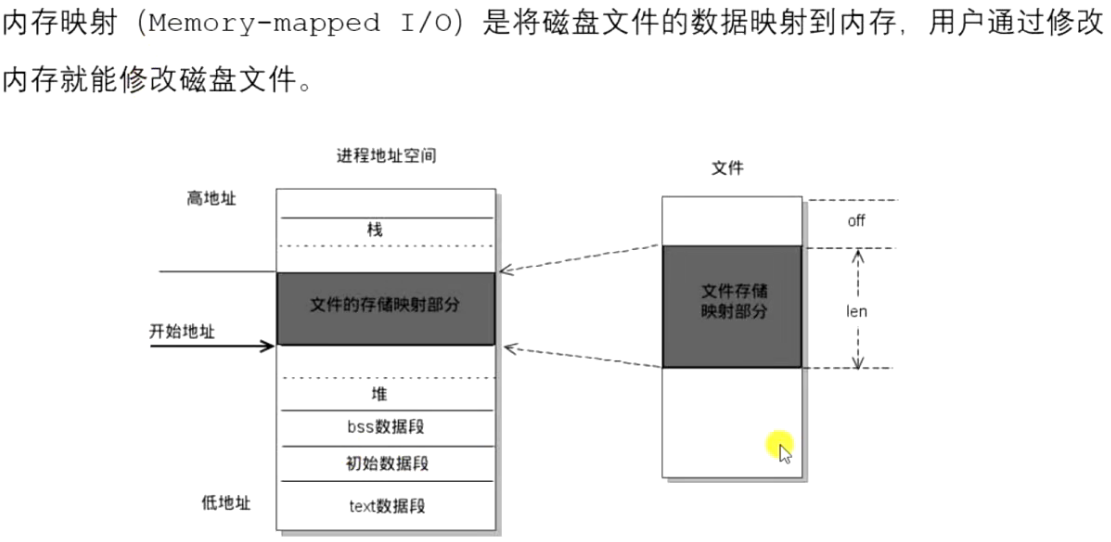 内存映射（Memory-mapped I/O）是将磁盘文件的数据映射到内存，用户通过修改
内存就能修改磁盘文件。
进程地址空间
文件
高地址
栈
off
文件的存储映射部分
文件存储
映射部分
len
开始地址
堆
bss数据段
初始数据段
低地址
text数据段